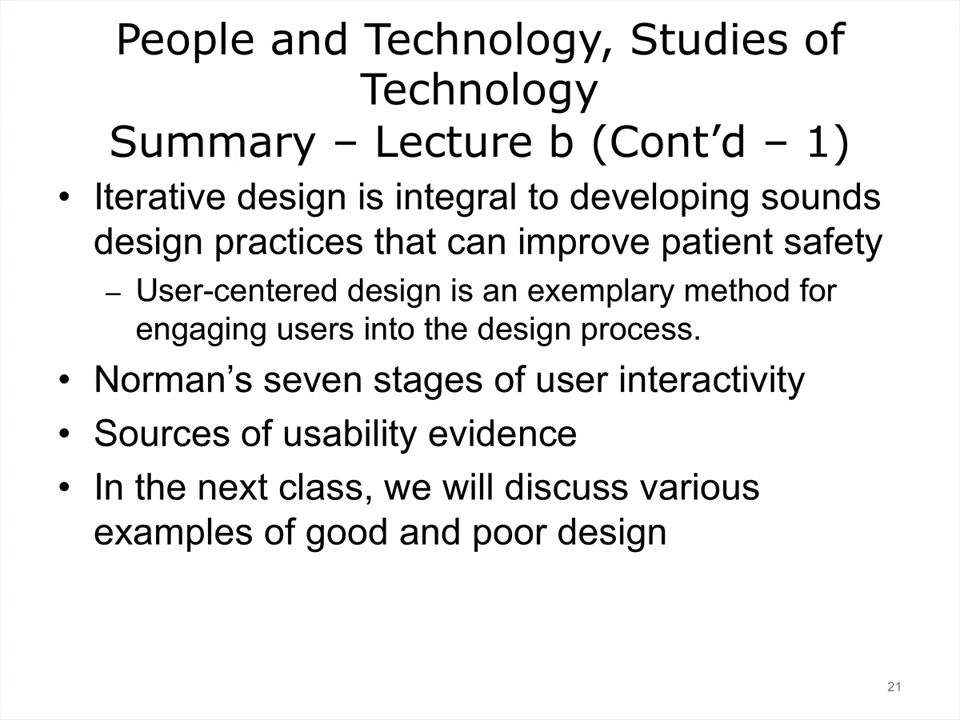 People and Technology, Studies of
Technology
Summary – Lecture b (Cont’d – 1)
• Iterative design is integral to developing sounds
design practices that can improve patient safety
– User-centered design is an exemplary method for
engaging users into the design process.
• Norman’s seven stages of user interactivity
• Sources of usability evidence
• In the next class, we will discuss various
examples of good and poor design
21